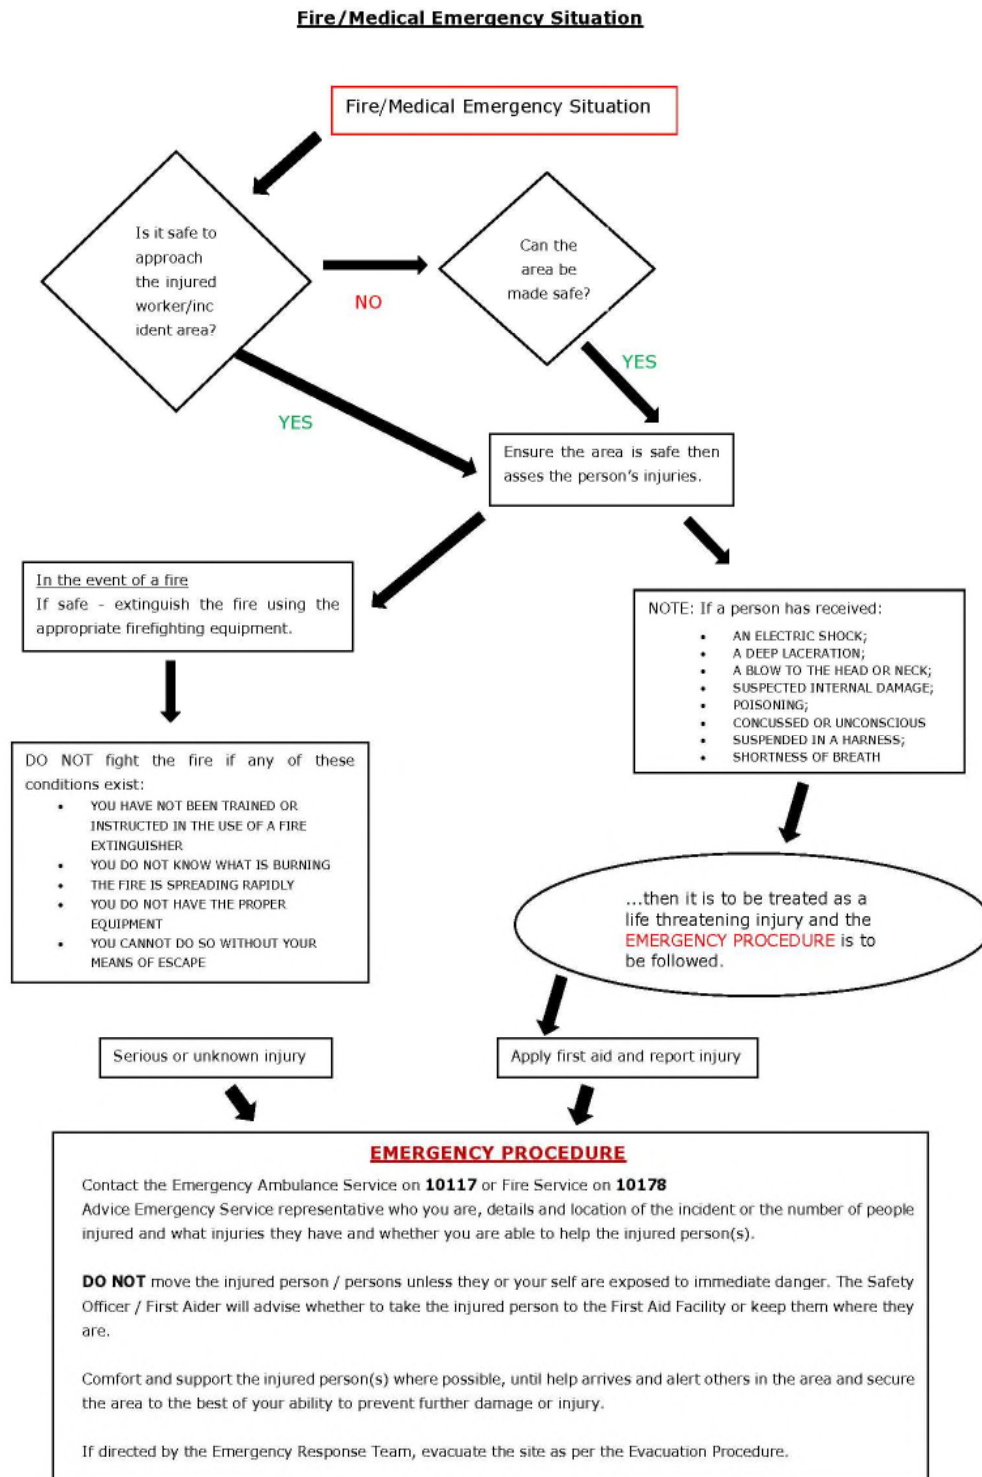 Fire/Medical Emergency Situation
Fire/Medical Emergency Situation
Is it safe to
approach
the injured
worker/inc
ident area?
NO
Can the
area be
made safe?
YES
YES
Ensure the area is safe then
asses the person's injuries.
In the event of a fire
If safe - extinguish the fire using the
appropriate firefighting equipment.
NOTE: If a person has received:
• AN ELECTRIC SHOCK;
• A DEEP LACERATION;
• A BLOW TO THE HEAD OR NECK;
• SUSPECTED INTERNAL DAMAGE;
• POISONING;
• CONCUSSED OR UNCONSCIOUS
• SUSPENDED IN A HARNESS;
• SHORTNESS OF BREATH
DO NOT fight the fire if any of these
conditions exist:
• YOU HAVE NOT BEEN TRAINED OR
INSTRUCTED IN THE USE OF A FIRE
EXTINGUISHER
• YOU DO NOT KNOW WHAT IS BURNING
• THE FIRE IS SPREADING RAPIDLY
• YOU DO NOT HAVE THE PROPER
EQUIPMENT
• YOU CANNOT DO SO WITHOUT YOUR
MEANS OF ESCAPE
...then it is to be treated as a
life threatening injury and the
EMERGENCY PROCEDURE is to
be followed.
Serious or unknown injury
Apply first aid and report injury
EMERGENCY PROCEDURE
Contact the Emergency Ambulance Service on 10117 or Fire Service on 10178
Advice Emergency Service representative who you are, details and location of the incident or the number of people
injured and what injuries they have and whether you are able to help the injured person(s).
DO NOT move the injured person / persons unless they or your self are exposed to immediate danger. The Safety
Officer / First Aider will advise whether to take the injured person to the First Aid Facility or keep them where they
are.
Comfort and support the injured person(s) where possible, until help arrives and alert others in the area and secure
the area to the best of your ability to prevent further damage or injury.
If directed by the Emergency Response Team, evacuate the site as per the Evacuation Procedure.